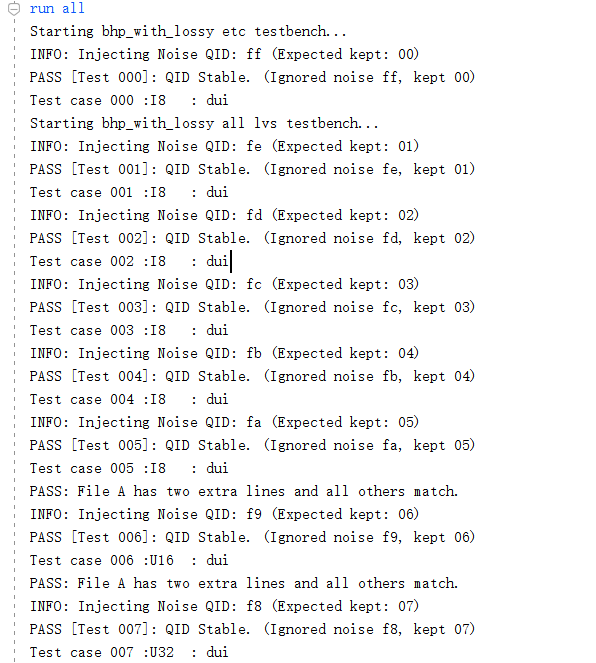 run all
Starting bhp_with_lossy etc testbench...
INFO: Injecting Noise QID: ff (Expected kept: 00)
PASS [Test 000]: QID Stable. (Ignored noise ff, kept 00)
Test case 000 :I8   : dui
Starting bhp_with_lossy all lvs testbench...
INFO: Injecting Noise QID: fe (Expected kept: 01)
PASS [Test 001]: QID Stable. (Ignored noise fe, kept 01)
Test case 001 :I8   : dui
INFO: Injecting Noise QID: fd (Expected kept: 02)
PASS [Test 002]: QID Stable. (Ignored noise fd, kept 02)
Test case 002 :I8   : dui
INFO: Injecting Noise QID: fc (Expected kept: 03)
PASS [Test 003]: QID Stable. (Ignored noise fc, kept 03)
Test case 003 :I8   : dui
INFO: Injecting Noise QID: fb (Expected kept: 04)
PASS [Test 004]: QID Stable. (Ignored noise fb, kept 04)
Test case 004 :I8   : dui
INFO: Injecting Noise QID: fa (Expected kept: 05)
PASS [Test 005]: QID Stable. (Ignored noise fa, kept 05)
Test case 005 :I8   : dui
PASS: File A has two extra lines and all others match.
INFO: Injecting Noise QID: f9 (Expected kept: 06)
PASS [Test 006]: QID Stable. (Ignored noise f9, kept 06)
Test case 006 :U16  : dui
PASS: File A has two extra lines and all others match.
INFO: Injecting Noise QID: f8 (Expected kept: 07)
PASS [Test 007]: QID Stable. (Ignored noise f8, kept 07)
Test case 007 :U32  : dui